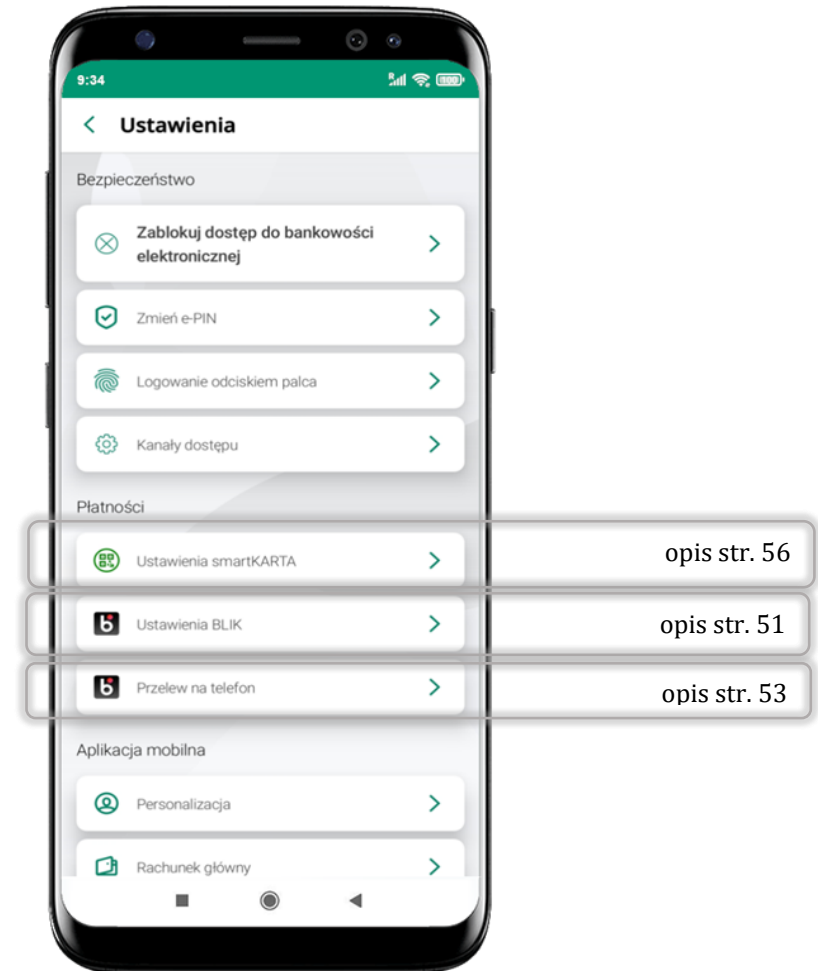 9:34
Ustawienia
Bezpieczeństwo
Zablokuj dostęp do bankowości
elektronicznej
Zmień e-PIN
Logowanie odciskiem palca
Kanały dostępu
Płatności
Ustawienia smartKARTA
opis str. 56
Ustawienia BLIK
opis str. 51
Przelew na telefon
opis str. 53
Aplikacja mobilna
Personalizacja
Rachunek główny